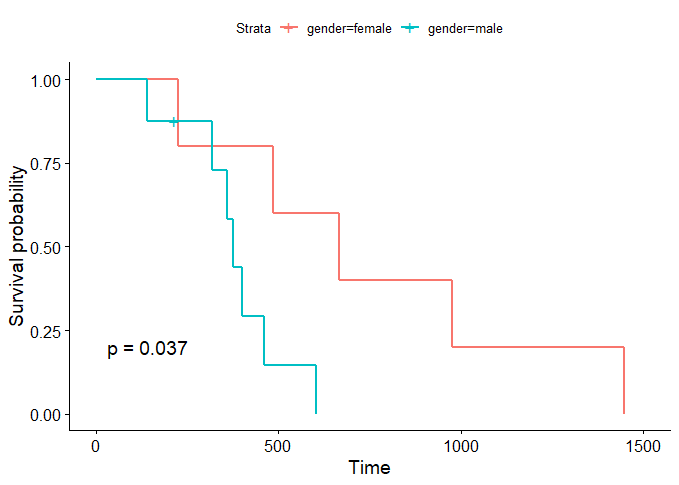 Strata gender=female gender=male
Survival probability
1.00
0.75
0.50
0.25
0.00
p = 0.037
0 500 1000 1500
Time